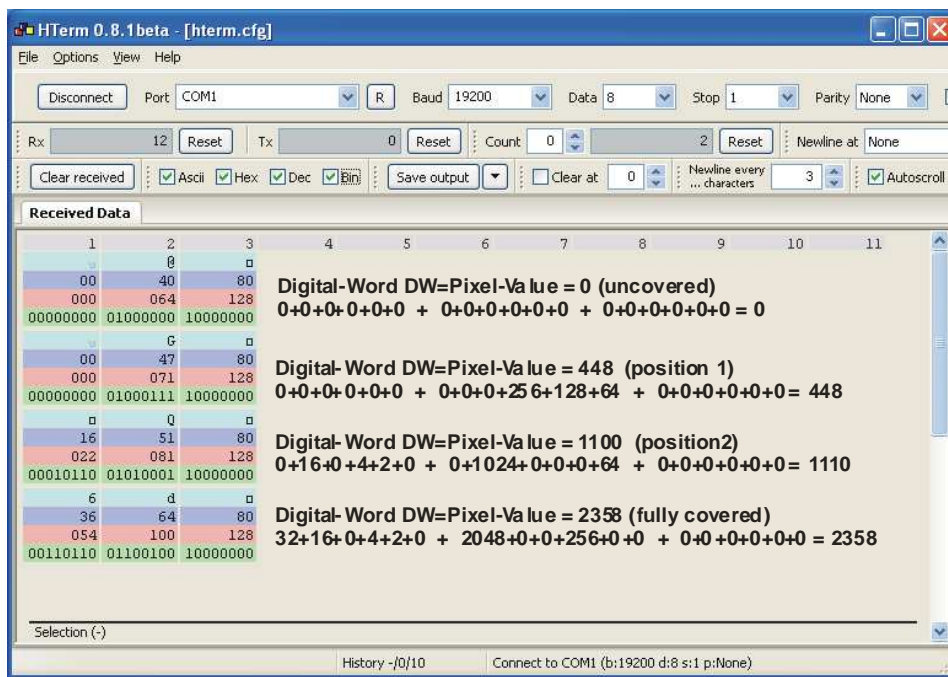 HTerm 0.8.1beta - [hterm.cfg]
File Options View Help
Disconnect Port COM1 R Baud 19200 Data 8 Stop 1 Parity None
Rx 12 Reset Tx 0 Reset Count 0 2 Reset Newline at None
Clear received Ascii Hex Dec Bin Save output Clear at 0 Newline every ... characters 3 Autoscroll
Received Data
1 2 3 4 5 6 7 8 9 10 11
@
00 40 80
000 064 128
00000000 01000000 10000000
Digital-Word DW=Pixel-Value = 0 (uncovered)
0+0+0+0+0+0 + 0+0+0+0+0+0 + 0+0+0+0+0+0 = 0
G
00 47 80
000 071 128
00000000 01000111 10000000
Digital-Word DW=Pixel-Value = 448 (position 1)
0+0+0+0+0+0 + 0+0+0+256+128+64 + 0+0+0+0+0+0 = 448
Q
16 51 80
022 081 128
00010110 01010001 10000000
Digital-Word DW=Pixel-Value = 1100 (position2)
0+16+0+4+2+0 + 0+1024+0+0+0+64 + 0+0+0+0+0+0 = 1110
6 d
36 64 80
054 100 128
00110110 01100100 10000000
Digital-Word DW=Pixel-Value = 2358 (fully covered)
32+16+0+4+2+0 + 2048+0+0+256+0+0 + 0+0+0+0+0+0 = 2358
Selection (-)
History -/0/10 Connect to COM1 (b:19200 d:8 s:1 p:None)